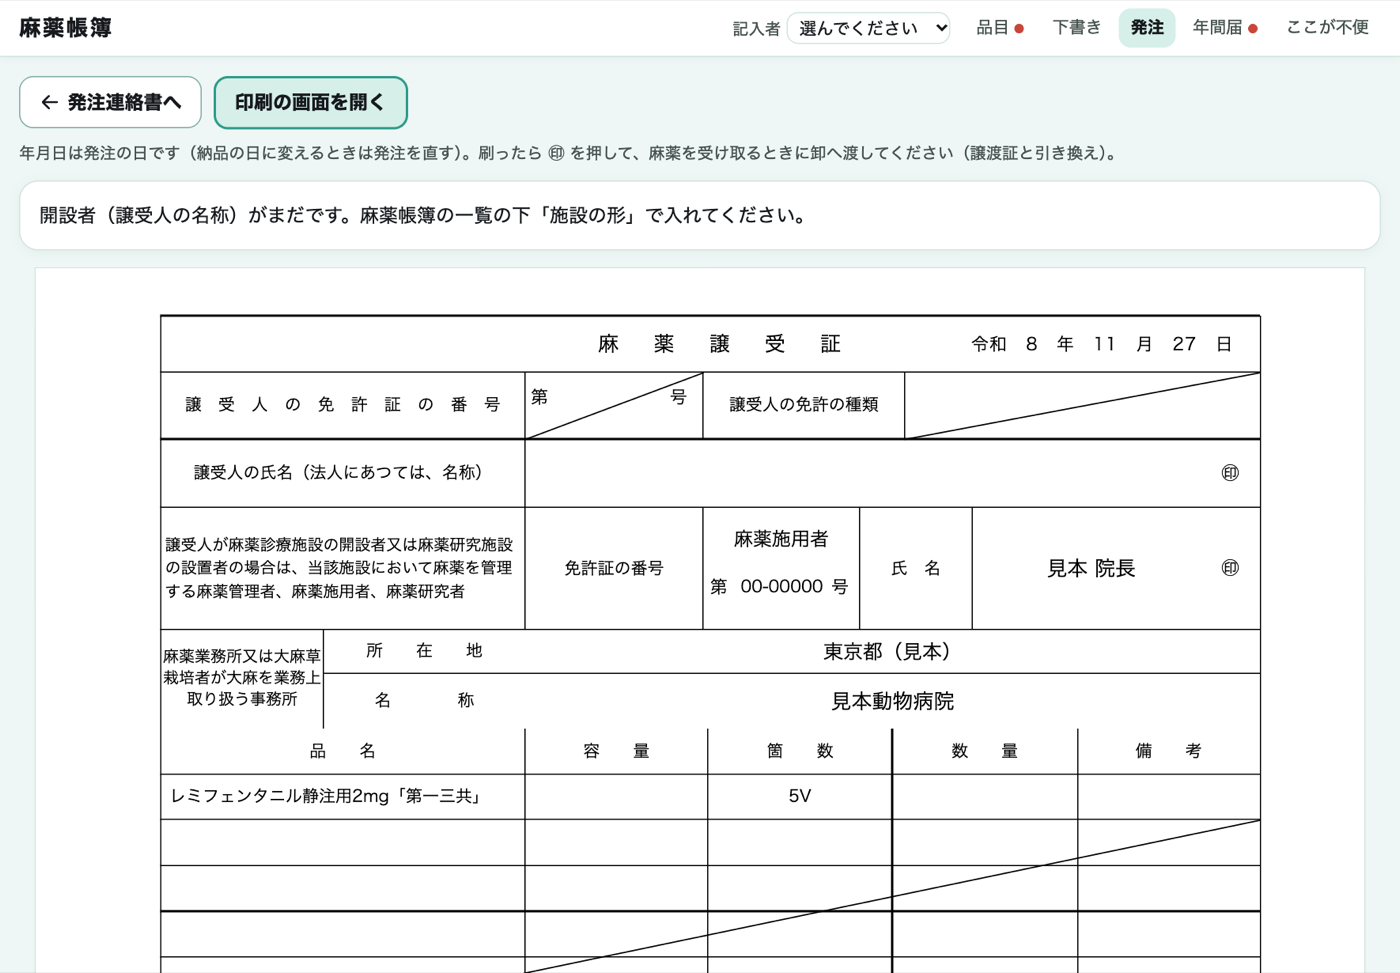 麻薬帳簿
記入者 選んでください 品目 下書き 発注 年間届 ここが不便
← 発注連絡書へ 印刷の画面を開く
年月日は発注の日です（納品の日に変えるときは発注を直す）。刷ったら ㊞ を押して、麻薬を受け取るときに卸へ渡してください（譲渡証と引き換え）。
開設者（譲受人の名称）がまだです。麻薬帳簿の一覧の下「施設の形」で入れてください。
麻薬譲受証 令和 8 年 11 月 27 日
譲受人の免許証の番号 第 号 譲受人の免許の種類
譲受人の氏名（法人にあつては、名称） ㊞
譲受人が麻薬診療施設の開設者又は麻薬研究施設
の設置者の場合は、当該施設において麻薬を管理
する麻薬管理者、麻薬施用者、麻薬研究者
免許証の番号
麻薬施用者
第 00-00000 号
氏名
見本 院長 ㊞
麻薬業務所又は大麻草
栽培者が大麻を業務上
取り扱う事務所
所在地 東京都（見本）
名称 見本動物病院
品名 容量 箇数 数量 備考
レミフェンタニル静注用2mg「第一三共」 5V